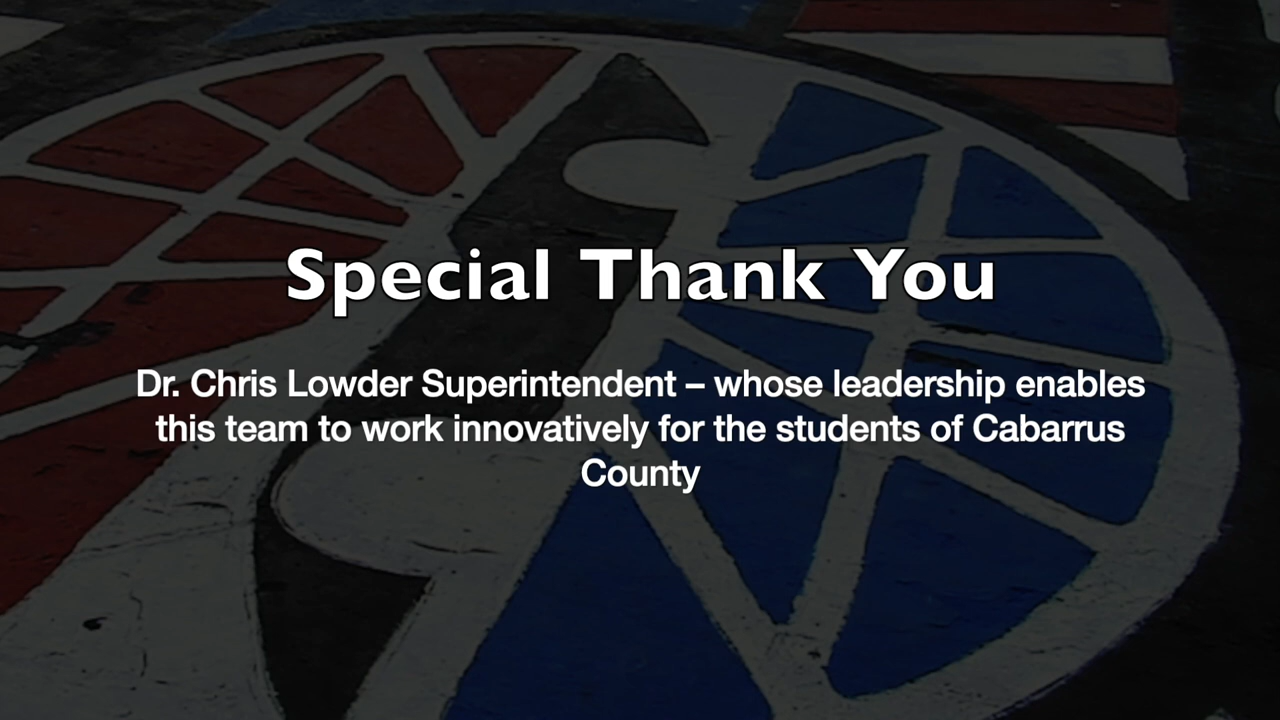 Special Thank You
Dr. Chris Lowder Superintendent – whose leadership enables
this team to work innovatively for the students of Cabarrus
County